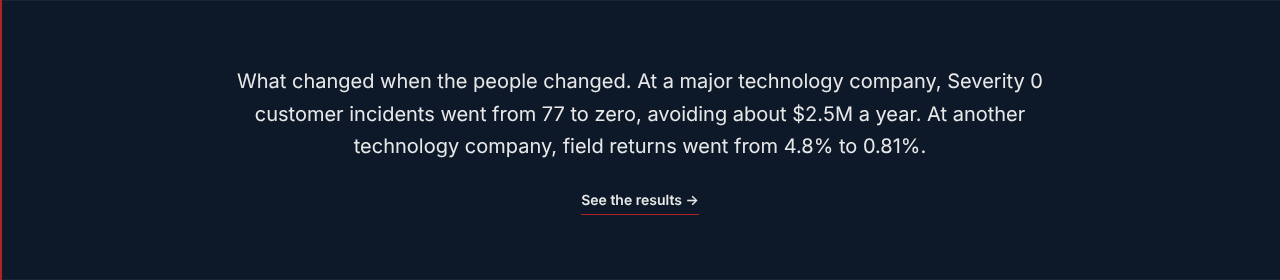 What changed when the people changed. At a major technology company, Severity 0
customer incidents went from 77 to zero, avoiding about $2.5M a year. At another
technology company, field returns went from 4.8% to 0.81%.
See the results →